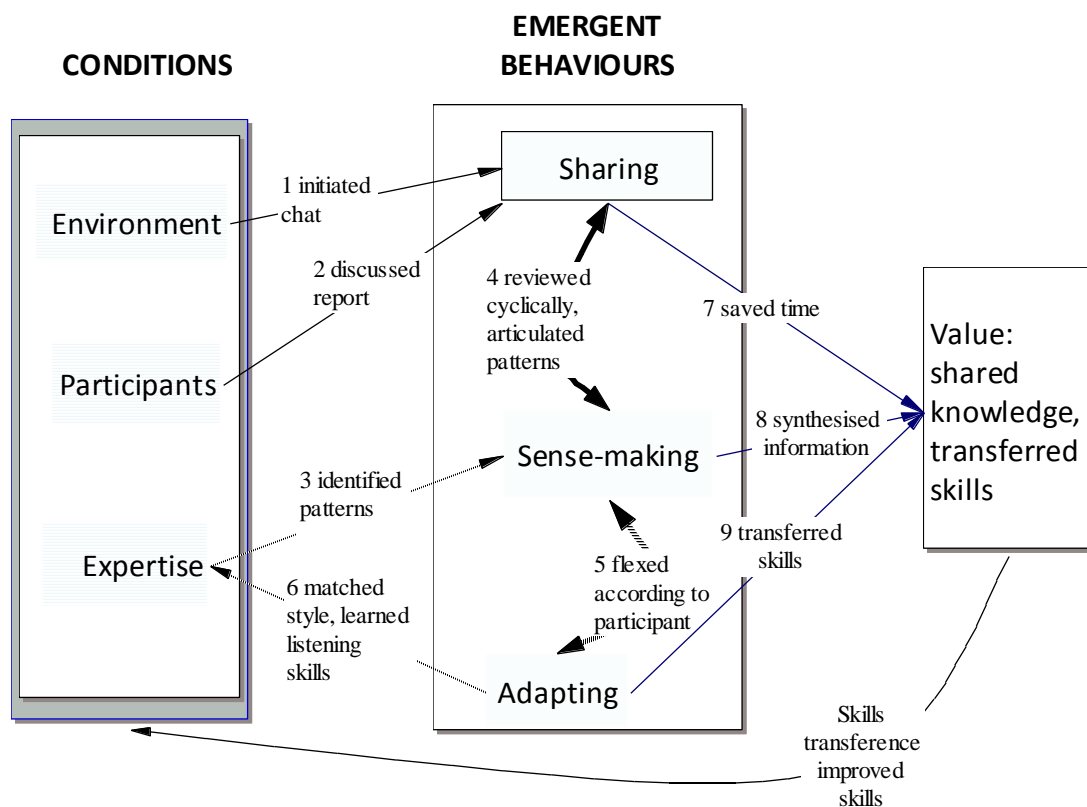 EMERGENT
BEHAVIOURS
CONDITIONS
Sharing
1 initiated
chat
Environment
2 discussed
report
4 reviewed
cyclically,
articulated
patterns
7 saved time
Value:
shared
knowledge,
transferred
skills
Participants
8 synthesised
information
Sense-making
3 identified
patterns
9 transferred
skills
Expertise
5 flexed
according to
participant
6 matched
style, learned
listening
skills
Adapting
Skills
transference
improved
skills